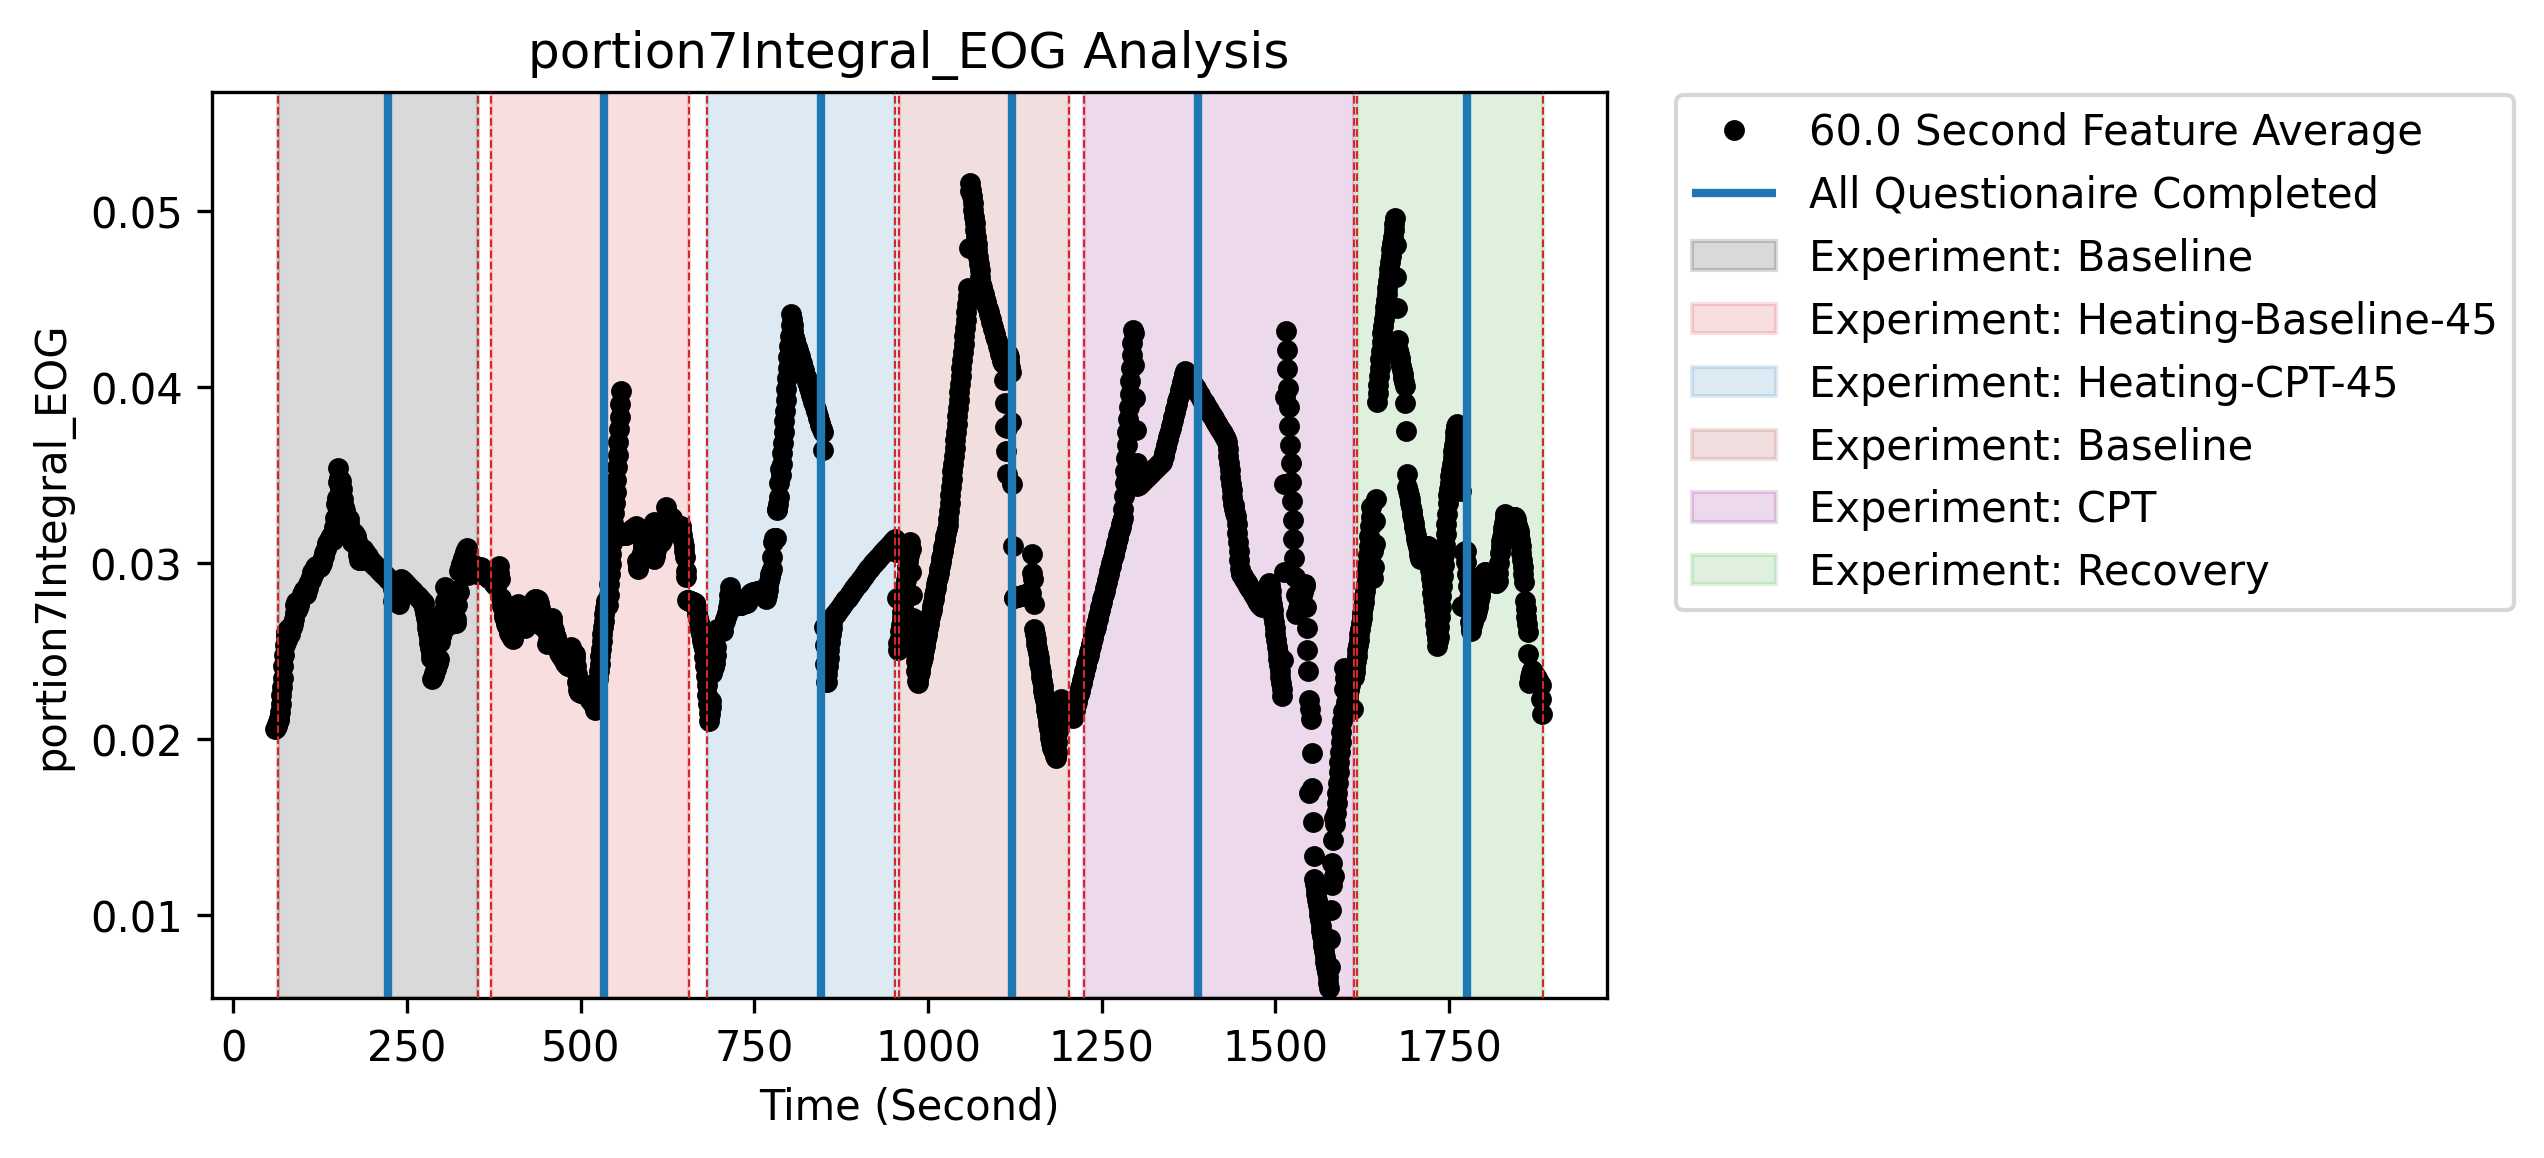 portion7Integral_EOG Analysis
portion7Integral_EOG
0.05
0.04
0.03
0.02
0.01
0
250
500
750
1000
1250
1500
1750
Time (Second)
60.0 Second Feature Average
All Questionaire Completed
Experiment: Baseline
Experiment: Heating-Baseline-45
Experiment: Heating-CPT-45
Experiment: Baseline
Experiment: CPT
Experiment: Recovery